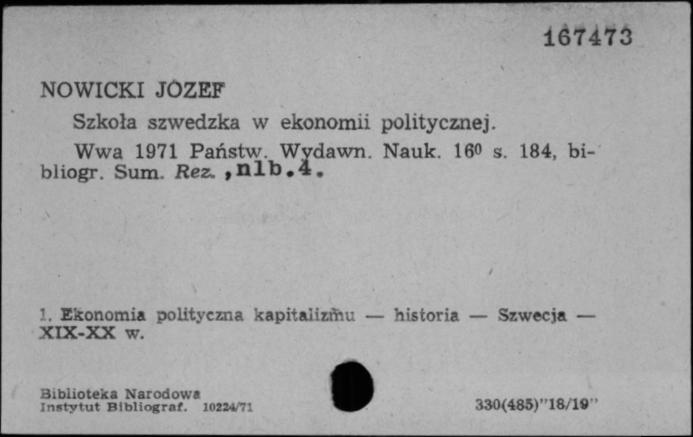 167473
NOWICKI JÓZEF
Szkoła szwedzka w ekonomii politycznej.
Wwa 1971 Państw. Wydawn. Nauk. 16⁰ s. 184, bi-
bliogr. Sum. Rez. , nlb.4.
1. Ekonomia polityczna kapitalizmu — historia — Szwecja —
XIX-XX w.
Biblioteka Narodowa
Instytut Bibliograf. 10224/71
330(485)"18/19"